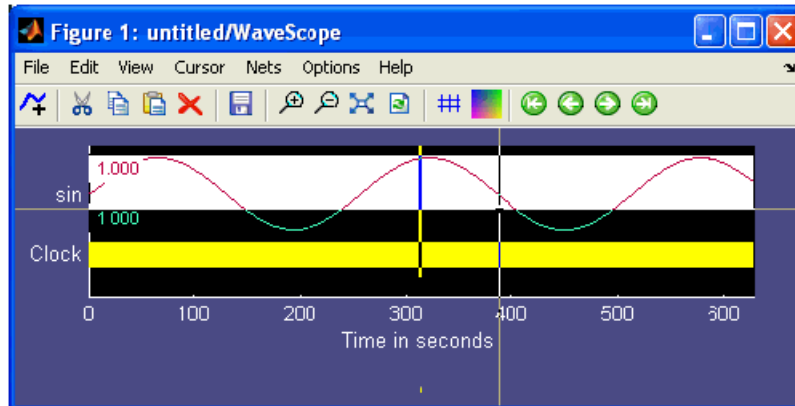 Figure 1: untitled/WaveScope
File Edit View Cursor Nets Options Help
1.000
sin
1.000
Clock
0 100 200 300 400 500 600
Time in seconds